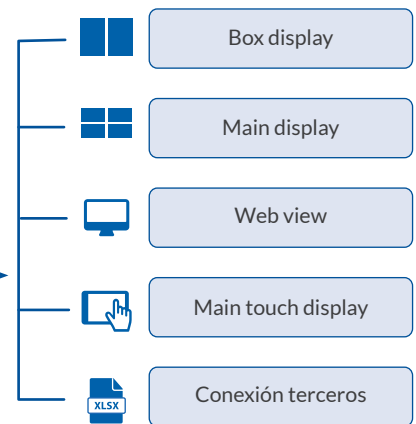 Box display
Main display
Web view
Main touch display
XLSX
Conexión terceros